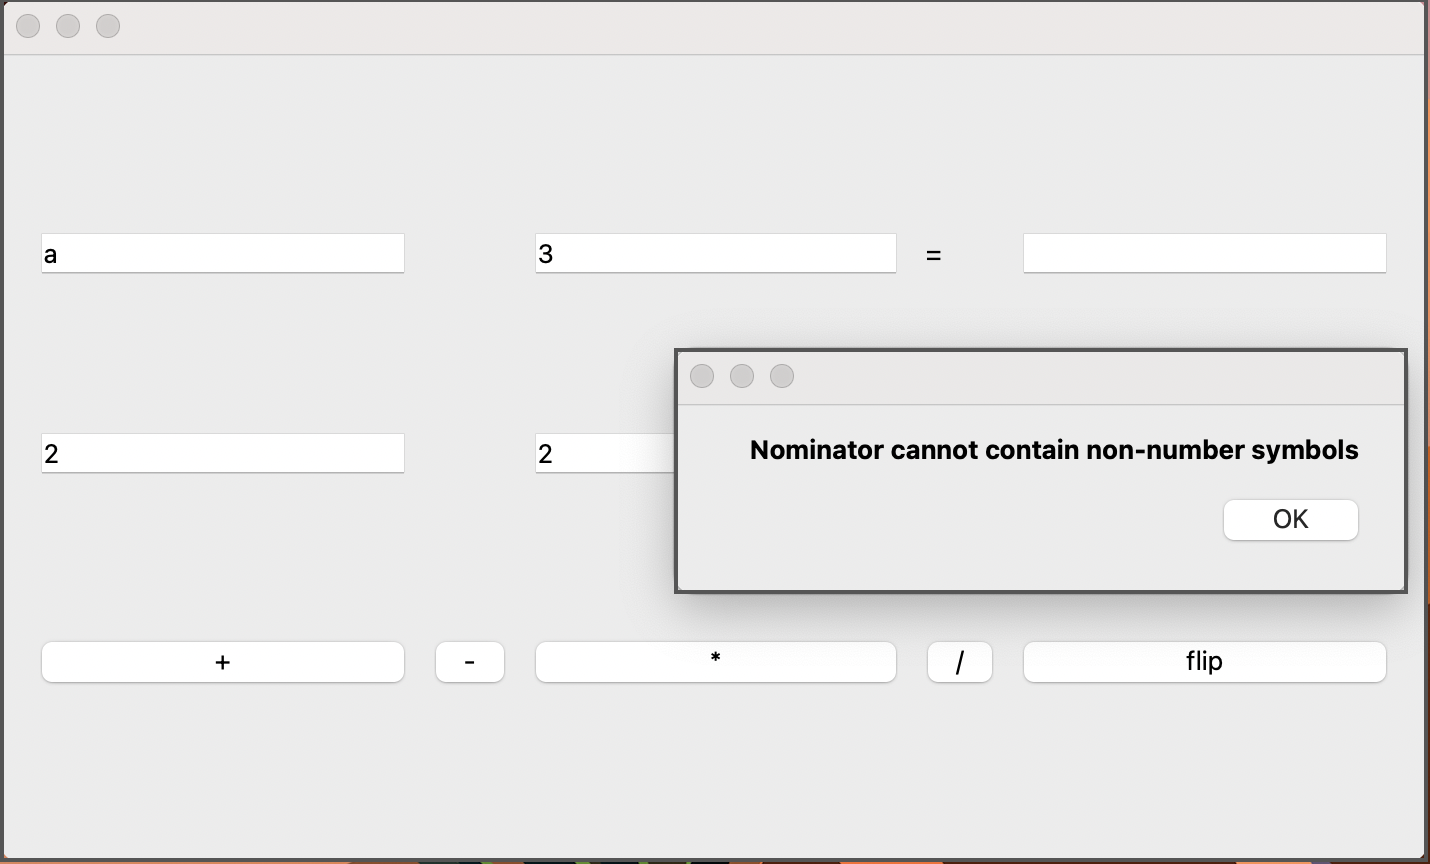 a 3 =
Nominator cannot contain non-number symbols
2 2
OK
+ - * / flip